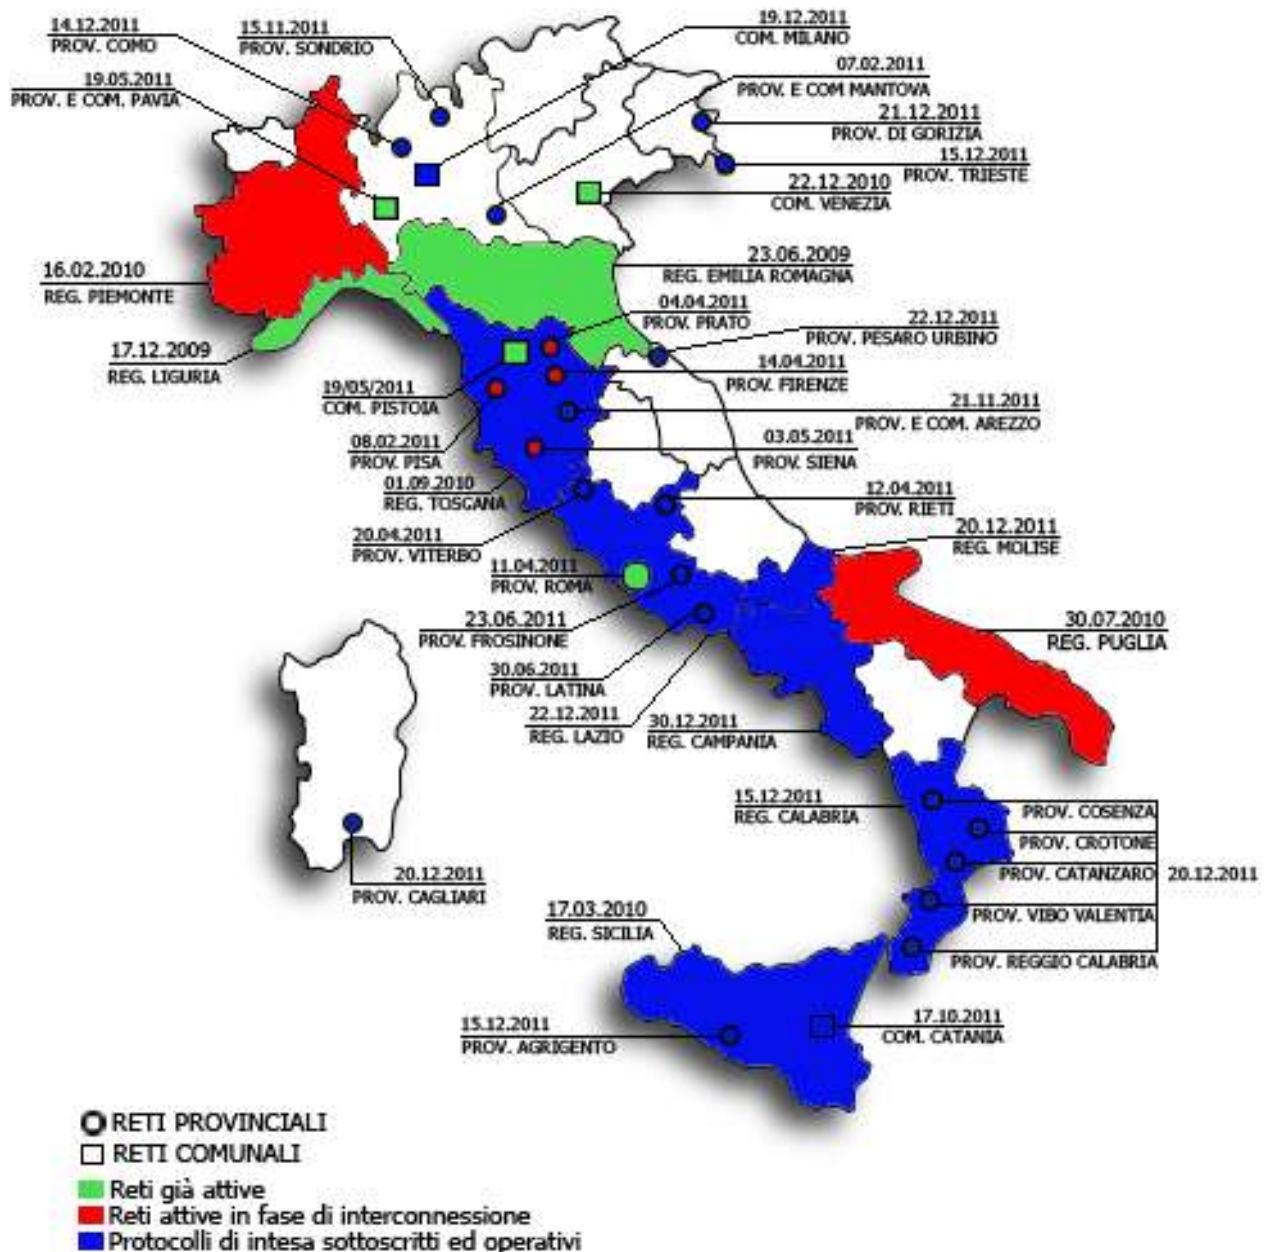 14.12.2011
PROV. COMO
15.11.2011
PROV. SONDRIO
19.12.2011
COM. MILANO
19.05.2011
PROV. E COM. PAVIA
07.02.2011
PROV. E COM MANTOVA
21.12.2011
PROV. DI GORIZIA
15.12.2011
PROV. TRIESTE
22.12.2010
COM. VENEZIA
16.02.2010
REG. PIEMONTE
23.06.2009
REG. EMILIA ROMAGNA
04.04.2011
PROV. PRATO
22.12.2011
PROV. PESARO URBINO
17.12.2009
REG. LIGURIA
14.04.2011
PROV. FIRENZE
19/05/2011
COM. PISTOIA
21.11.2011
PROV. E COM. AREZZO
08.02.2011
PROV. PISA
03.05.2011
PROV. SIENA
01.09.2010
REG. TOSCANA
12.04.2011
PROV. RIETI
20.04.2011
PROV. VITERBO
20.12.2011
REG. MOLISE
11.04.2011
PROV. ROMA
23.06.2011
PROV. FROSINONE
30.07.2010
REG. PUGLIA
30.06.2011
PROV. LATINA
22.12.2011
REG. LAZIO
30.12.2011
REG. CAMPANIA
15.12.2011
REG. CALABRIA
PROV. COSENZA
PROV. CROTONE
PROV. CATANZARO
20.12.2011
PROV. VIBO VALENTIA
PROV. REGGIO CALABRIA
20.12.2011
PROV. CAGLIARI
17.03.2010
REG. SICILIA
15.12.2011
PROV. AGRIGENTO
17.10.2011
COM. CATANIA
RETI PROVINCIALI
RETI COMUNALI
Reti già attive
Reti attive in fase di interconnessione
Protocolli di intesa sottoscritti ed operativi